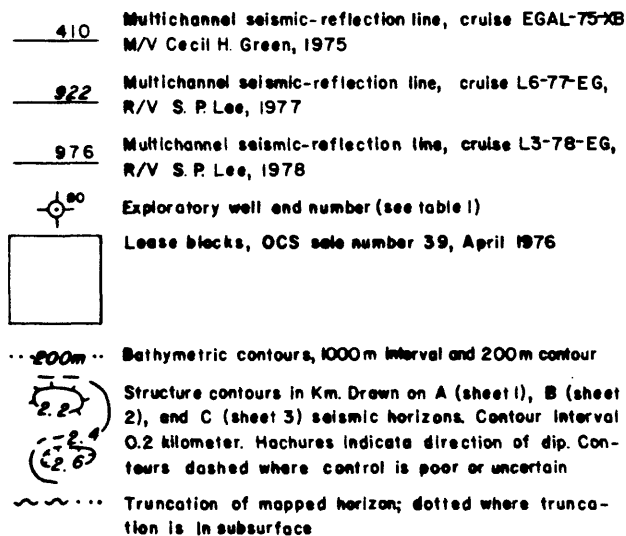 410 Multichannel seismic-reflection line, cruise EGAL-75-XB
M/V Cecil H. Green, 1975
922 Multichannel seismic-reflection line, cruise L6-77-EG,
R/V S. P. Lee, 1977
976 Multichannel seismic-reflection line, cruise L3-78-EG,
R/V S. P. Lee, 1978
80 Exploratory well and number (see table 1)
Lease blocks, OCS sale number 39, April 1976
200m Bathymetric contours, 1000m interval and 200m contour
2.2 Structure contours in Km. Drawn on A (sheet 1), B (sheet
2), and C (sheet 3) seismic horizons. Contour interval
2.4 0.2 kilometer. Hachures indicate direction of dip. Con-
2.6 tours dashed where control is poor or uncertain
Truncation of mapped horizon; dotted where trunca-
tion is in subsurface